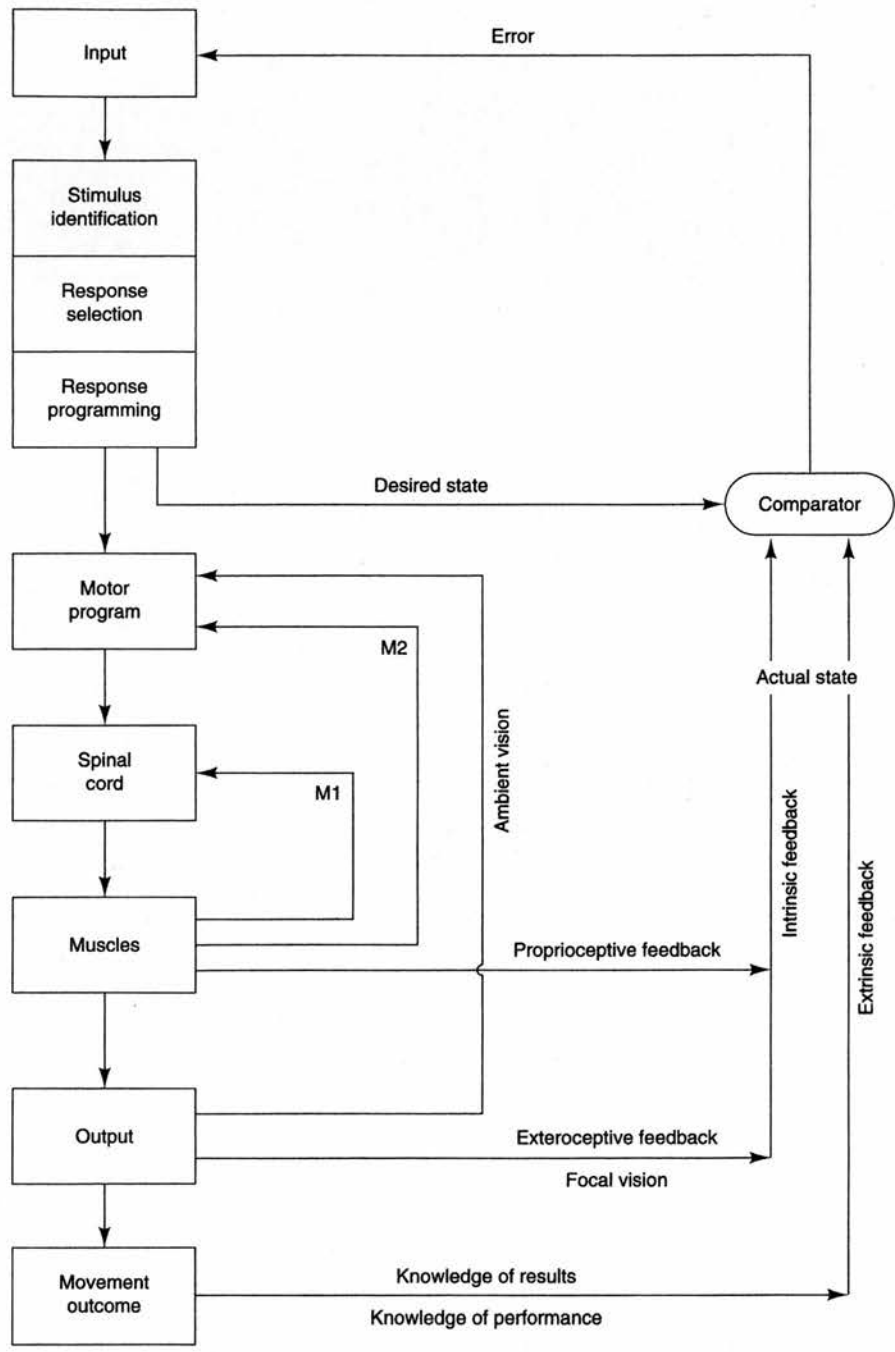 Error
Input
Stimulus
identification
Response
selection
Response
programming
Desired state
Comparator
Motor
program
M2
Actual state
Spinal
cord
M1
Ambient vision
Intrinsic feedback
Extrinsic feedback
Muscles
Proprioceptive feedback
Output
Exteroceptive feedback
Focal vision
Movement
outcome
Knowledge of results
Knowledge of performance